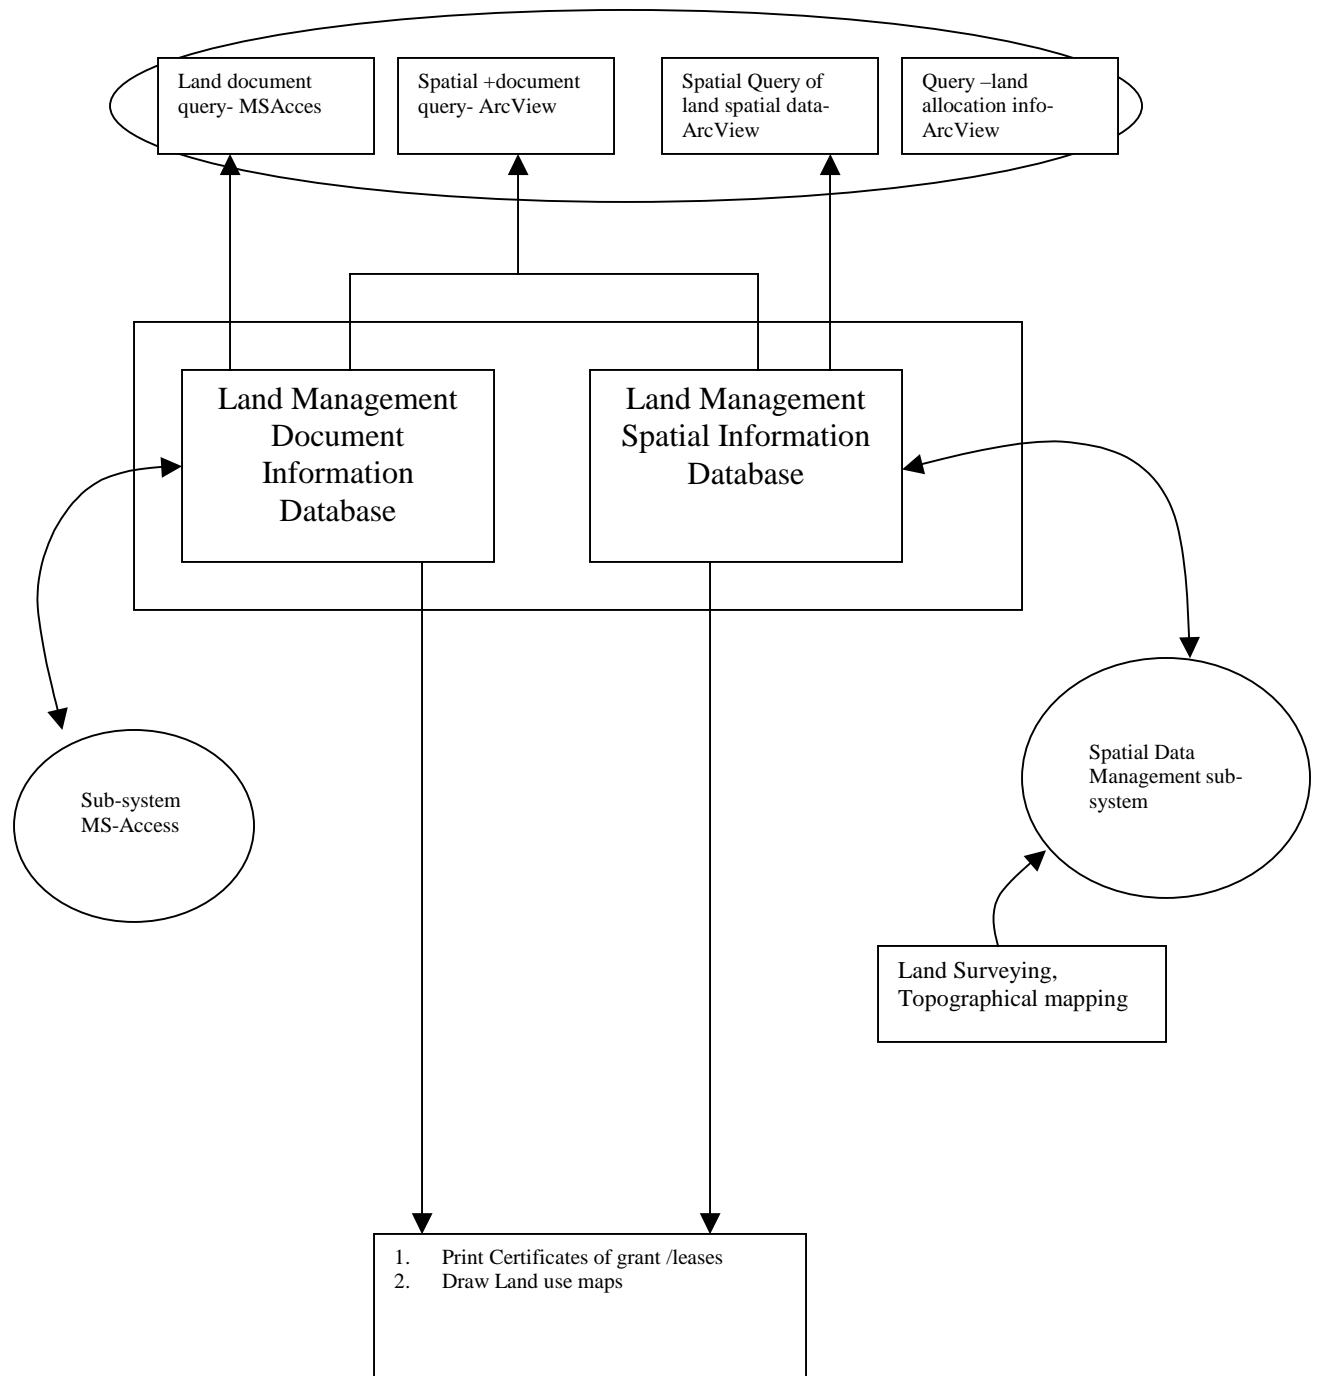 Land document
query- MSAcces
Spatial +document
query- ArcView
Spatial Query of
land spatial data-
ArcView
Query –land
allocation info-
ArcView
Land Management
Document
Information
Database
Land Management
Spatial Information
Database
Sub-system
MS-Access
Spatial Data
Management sub-
system
Land Surveying,
Topographical mapping
1. Print Certificates of grant /leases
2. Draw Land use maps